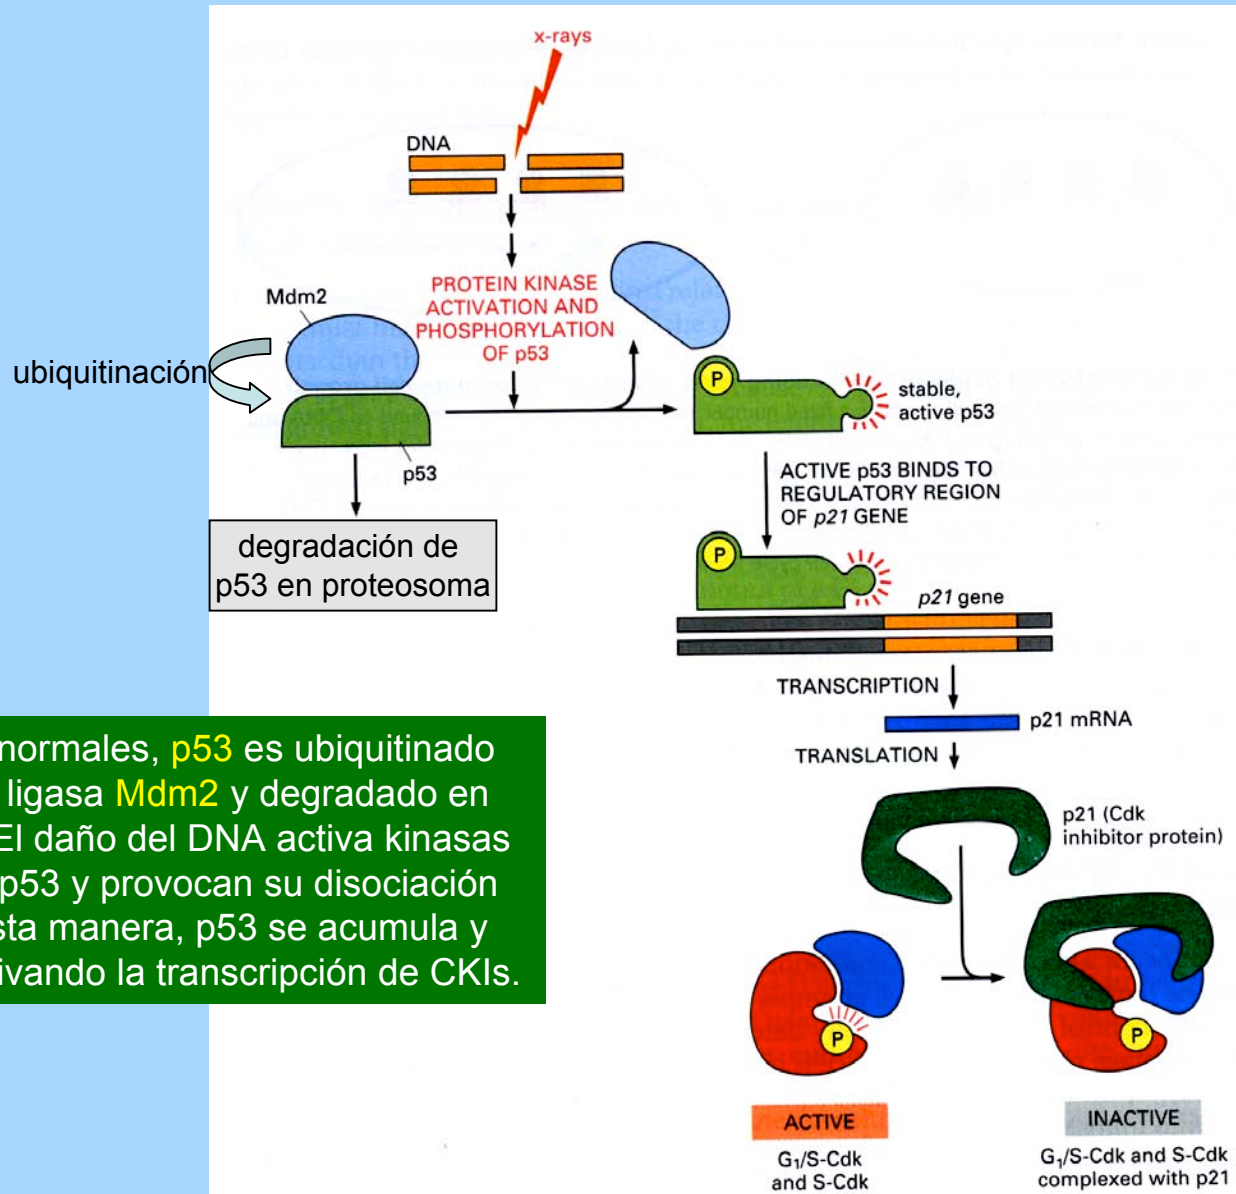 x-rays
DNA
Mdm2
PROTEIN KINASE
ACTIVATION AND
PHOSPHORYLATION
OF p53
ubiquitinación
p53
P
stable,
active p53
degradación de
p53 en proteosoma
ACTIVE p53 BINDS TO
REGULATORY REGION
OF p21 GENE
P
p21 gene
TRANSCRIPTION
p21 mRNA
TRANSLATION
normales, p53 es ubiquitinado
ligasa Mdm2 y degradado en
El daño del DNA activa kinasas
p53 y provocan su disociación
sta manera, p53 se acumula y
ivando la transcripción de CKIs.
p21 (Cdk
inhibitor protein)
P
P
ACTIVE
G₁/S-Cdk
and S-Cdk
INACTIVE
G₁/S-Cdk and S-Cdk
complexed with p21